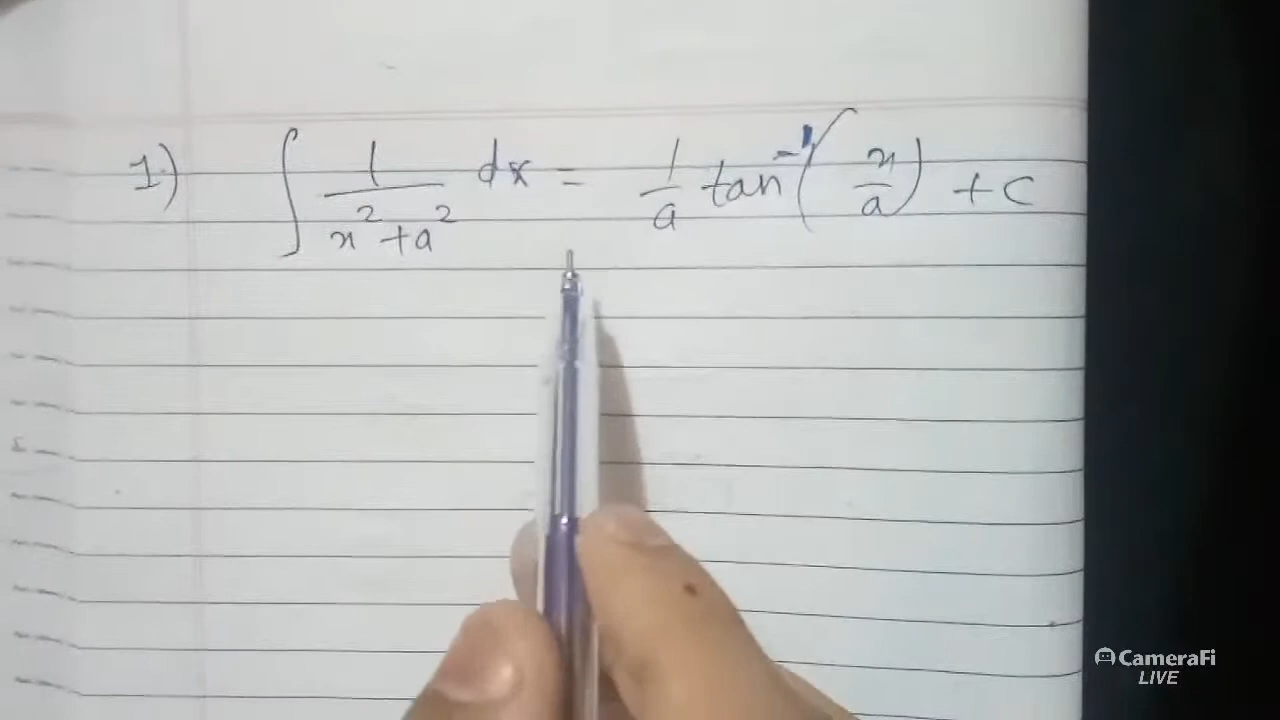 1) ∫ 1/(x²+a²) dx = 1/a tan⁻¹(x/a) + c
CameraFi
LIVE